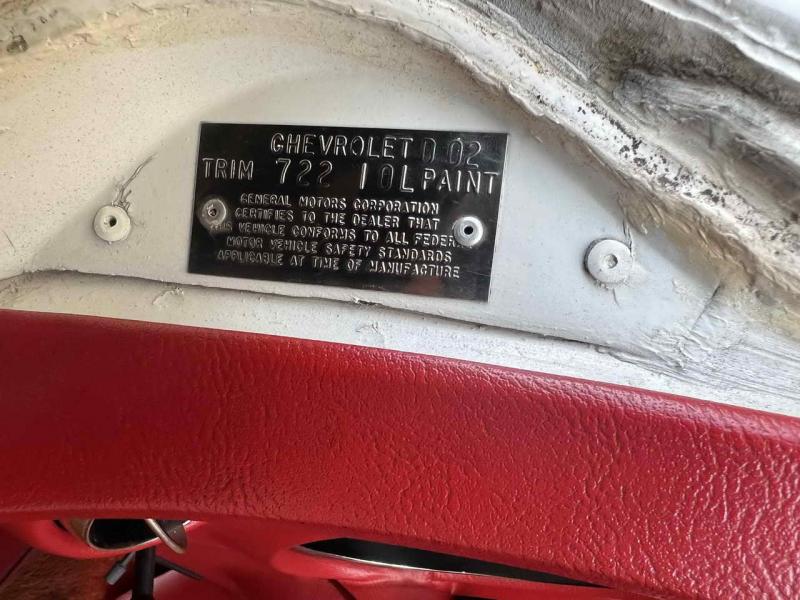 CHEVROLET D 02
TRIM 722 10L PAINT
GENERAL MOTORS CORPORATION
CERTIFIES TO THE DEALER THAT
VEHICLE CONFORMS TO ALL
MOTOR VEHICLE SAFETY STANDARDS
APPLICABLE AT TIME OF MANUFACTURE